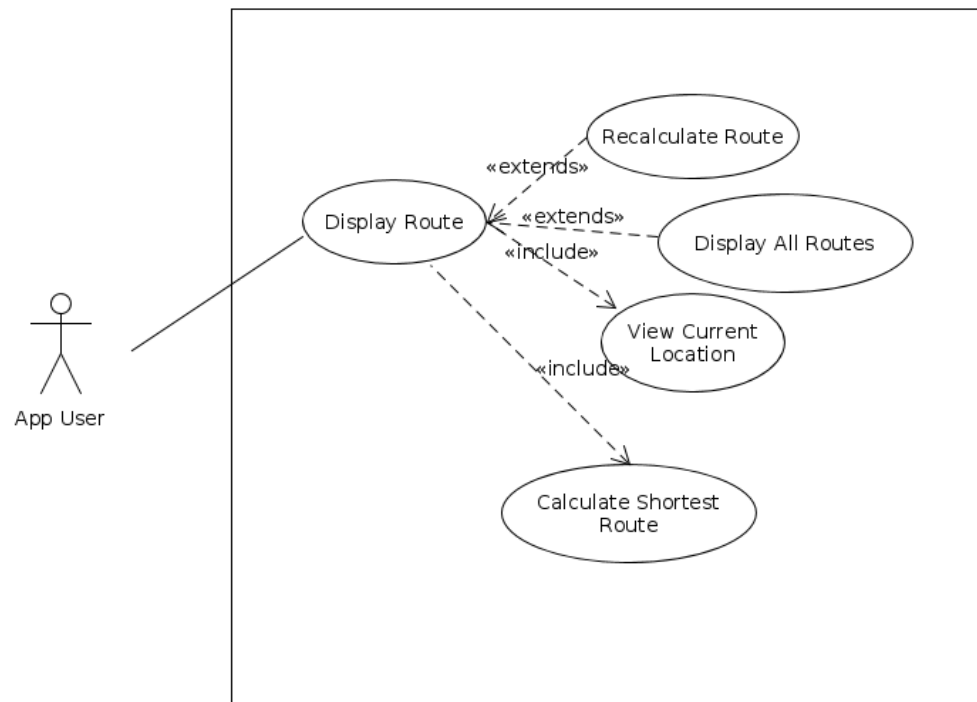 Recalculate Route
«extends»
Display Route
«extends»
Display All Routes
«include»
View Current
Location
«include»
App User
Calculate Shortest
Route